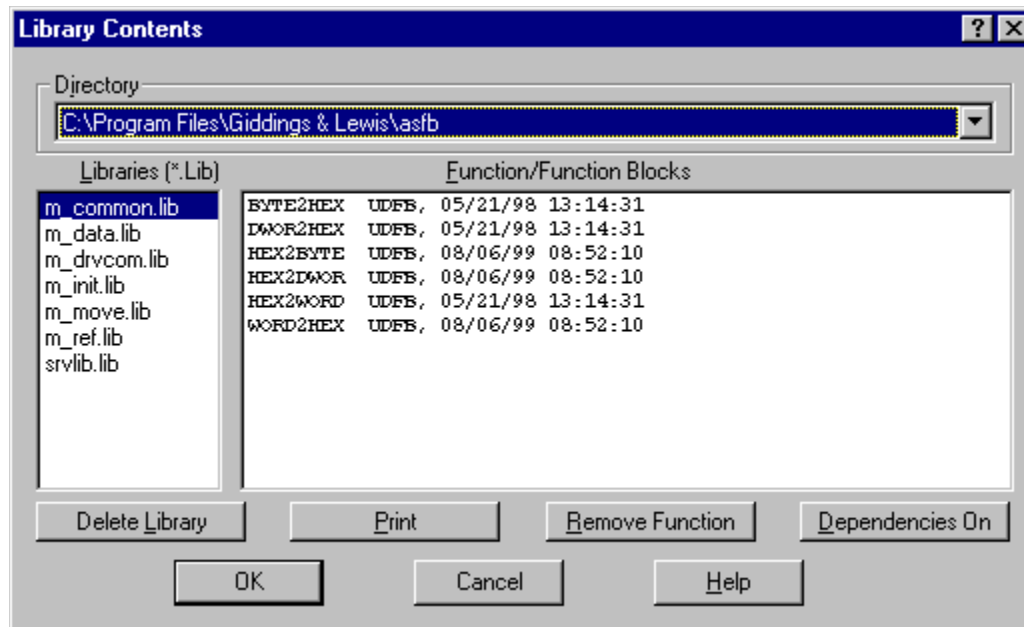 Library Contents
Directory
C:\Program Files\Giddings & Lewis\asfb
Libraries (*.Lib)
m_common.lib
m_data.lib
m_drvcom.lib
m_init.lib
m_move.lib
m_ref.lib
srvlib.lib
Function/Function Blocks
BYTE2HEX UDFB, 05/21/98 13:14:31
DWOR2HEX UDFB, 05/21/98 13:14:31
HEX2BYTE UDFB, 08/06/99 08:52:10
HEX2DWOR UDFB, 08/06/99 08:52:10
HEX2WORD UDFB, 05/21/98 13:14:31
WORD2HEX UDFB, 08/06/99 08:52:10
Delete Library Print Remove Function Dependencies On
OK Cancel Help